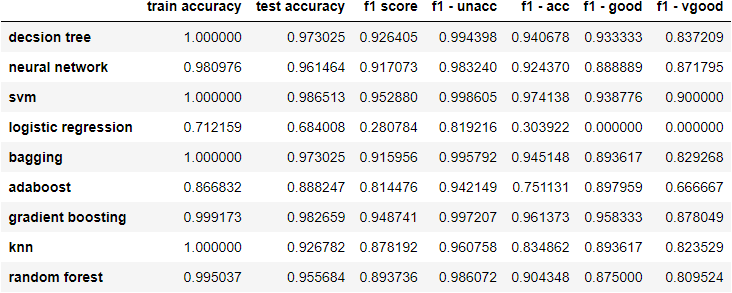 train accuracy test accuracy f1 score f1 - unacc f1 - acc f1 - good f1 - vgood
decsion tree 1.000000 0.973025 0.926405 0.994398 0.940678 0.933333 0.837209
neural network 0.980976 0.961464 0.917073 0.983240 0.924370 0.888889 0.871795
svm 1.000000 0.986513 0.952880 0.998605 0.974138 0.938776 0.900000
logistic regression 0.712159 0.684008 0.280784 0.819216 0.303922 0.000000 0.000000
bagging 1.000000 0.973025 0.915956 0.995792 0.945148 0.893617 0.829268
adaboost 0.866832 0.888247 0.814476 0.942149 0.751131 0.897959 0.666667
gradient boosting 0.999173 0.982659 0.948741 0.997207 0.961373 0.958333 0.878049
knn 1.000000 0.926782 0.878192 0.960758 0.834862 0.893617 0.823529
random forest 0.995037 0.955684 0.893736 0.986072 0.904348 0.875000 0.809524